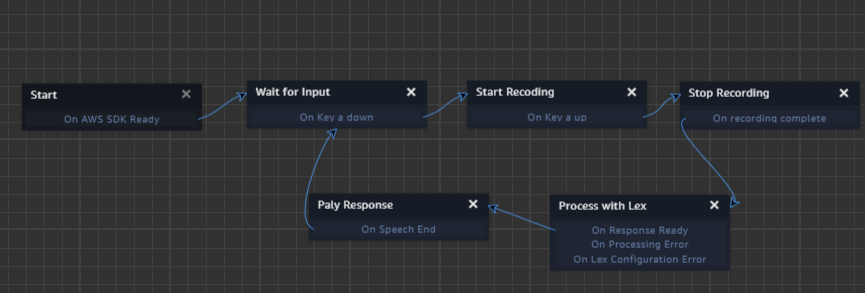 Start
On AWS SDK Ready
Wait for Input
On Key a down
Start Recoding
On Key a up
Stop Recording
On recording complete
Paly Response
On Speech End
Process with Lex
On Response Ready
On Processing Error
On Lex Configuration Error